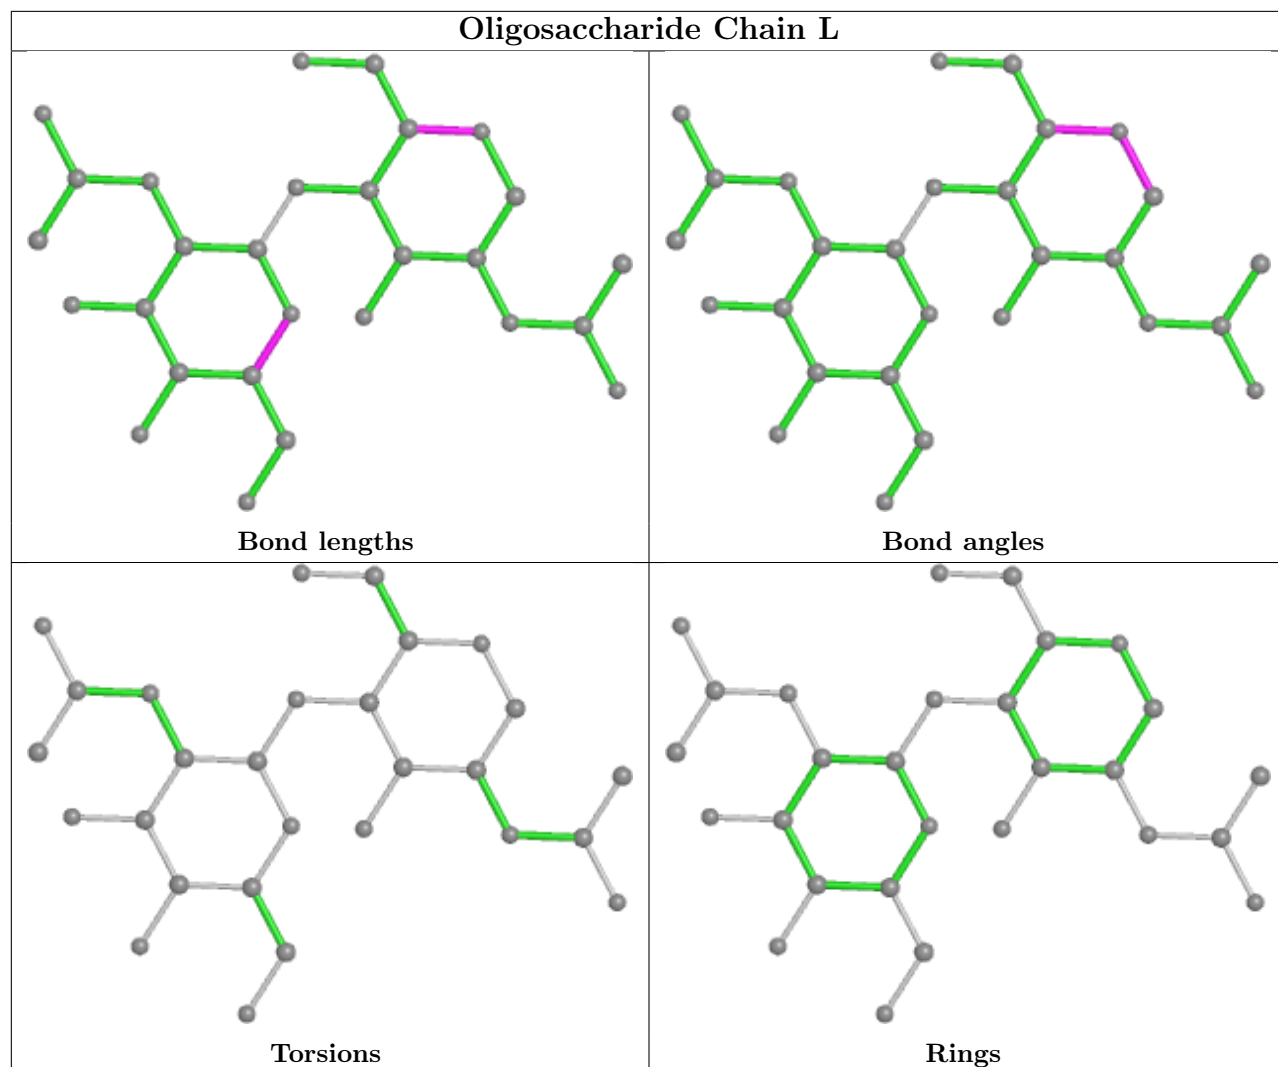 Oligosaccharide Chain L
Bond lengths
Bond angles
Torsions
Rings